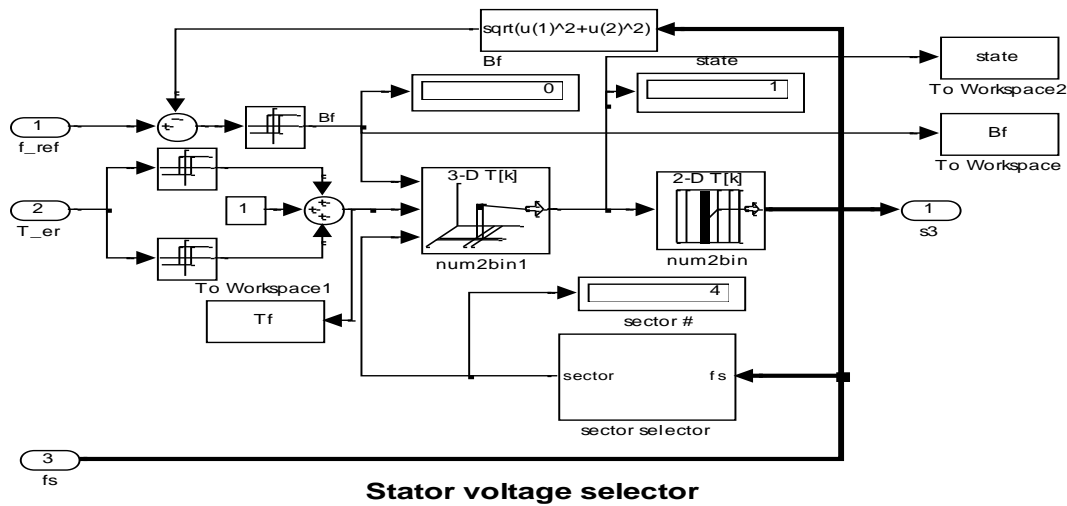 sqrt(u(1)^2+u(2)^2)
Bf
0
state
1
state
To Workspace2
1
f_ref
+
-
Bf
Bf
To Workspace
2
T_er
1
+
+
+
3-D T[k]
num2bin1
2-D T[k]
num2bin
1
s3
To Workspace1
Tf
4
sector #
sector
fs
sector selector
3
fs
Stator voltage selector